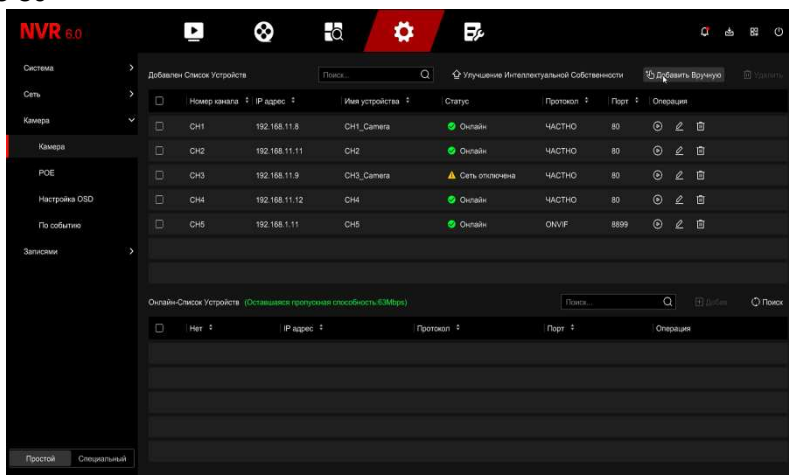 NVR 6.0
Система
Добавлен Список Устройств Поиск... Улучшение Интеллектуальной Собственности Добавить Вручную Удалить
Сеть
Номер канала IP адрес Имя устройства Статус Протокол Порт Операция
Камера
CH1 192.168.11.8 CH1_Camera Онлайн ЧАСТНО 80
Камера
CH2 192.168.11.11 CH2 Онлайн ЧАСТНО 80
POE
CH3 192.168.11.9 CH3_Camera Сеть отключена ЧАСТНО 80
Настройка OSD
CH4 192.168.11.12 CH4 Онлайн ЧАСТНО 80
По событию
CH5 192.168.1.11 CH5 Онлайн ONVIF 8899
Записями
Онлайн-Список Устройств (Оставшаяся пропускная способность:63Mbps) Поиск... Добав Поиск
Нет IP адрес Протокол Порт Операция
Простой Специальный